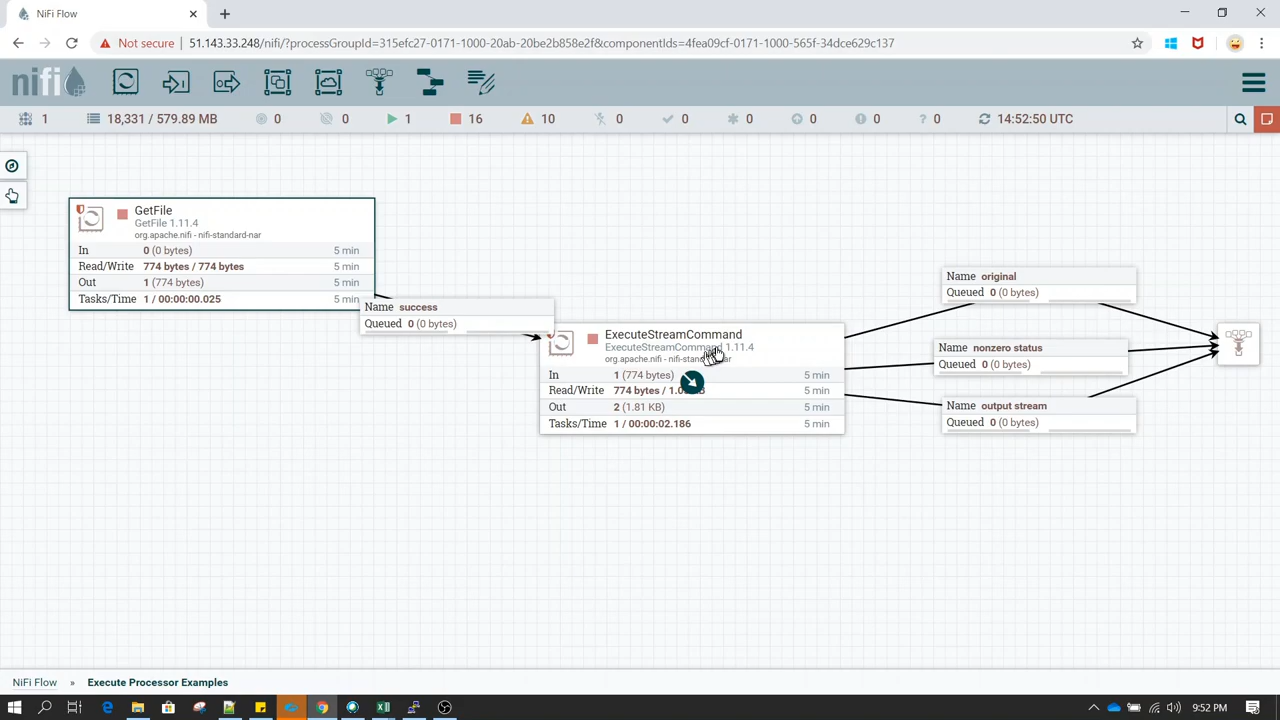 NiFi Flow
Not secure
51.143.33.248/nifi/?processGroupId=315efc27-0171-1000-20ab-20be2b858e2f&componentIds=4fea09cf-0171-1000-565f-34dce629c137
nifi
1 18,331 / 579.89 MB 0 0 1 16 10 0 0 0 0 0 0 14:52:50 UTC
GetFile
GetFile 1.11.4
org.apache.nifi - nifi-standard-nar
In 0 (0 bytes) 5 min
Read/Write 774 bytes / 774 bytes 5 min
Out 1 (774 bytes) 5 min
Tasks/Time 1 / 00:00:00.025 5 min
Name success
Queued 0 (0 bytes)
ExecuteStreamCommand
ExecuteStreamCommand 1.11.4
org.apache.nifi - nifi-standard-nar
In 1 (774 bytes) 5 min
Read/Write 774 bytes / 5 min
Out 2 (1.81 KB) 5 min
Tasks/Time 1 / 00:00:02.186 5 min
Name original
Queued 0 (0 bytes)
Name nonzero status
Queued 0 (0 bytes)
Name output stream
Queued 0 (0 bytes)
NiFi Flow » Execute Processor Examples
9:52 PM